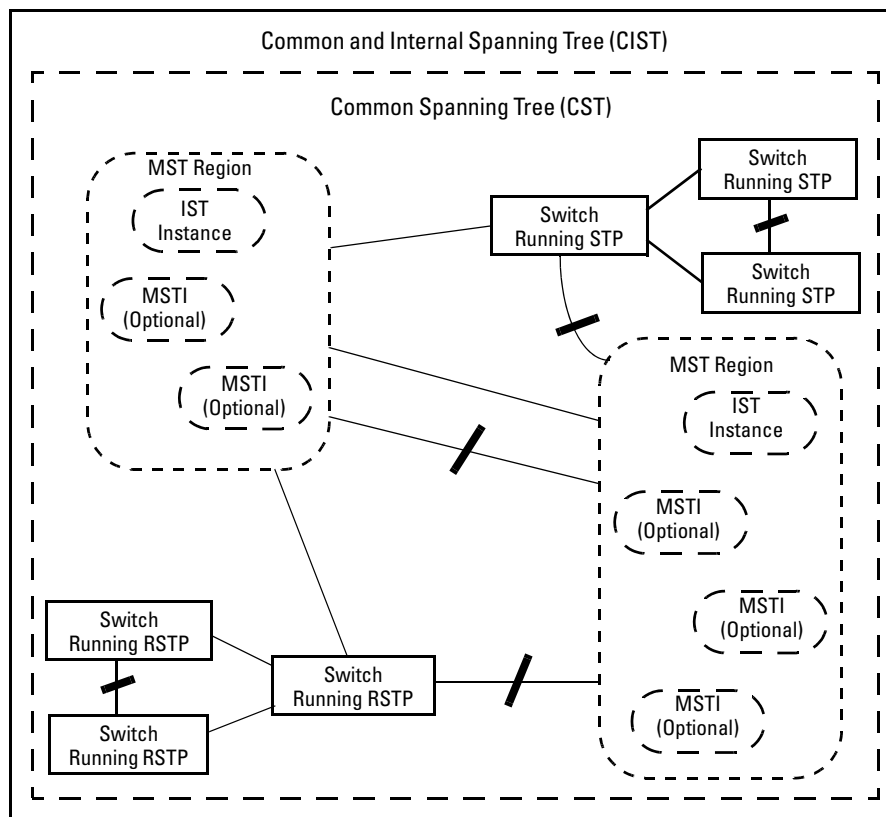 Common and Internal Spanning Tree (CIST)
Common Spanning Tree (CST)
MST Region
IST
Instance
MSTI
(Optional)
MSTI
(Optional)
Switch
Running STP
Switch
Running STP
Switch
Running STP
MST Region
IST
Instance
MSTI
(Optional)
MSTI
(Optional)
MSTI
(Optional)
Switch
Running RSTP
Switch
Running RSTP
Switch
Running RSTP